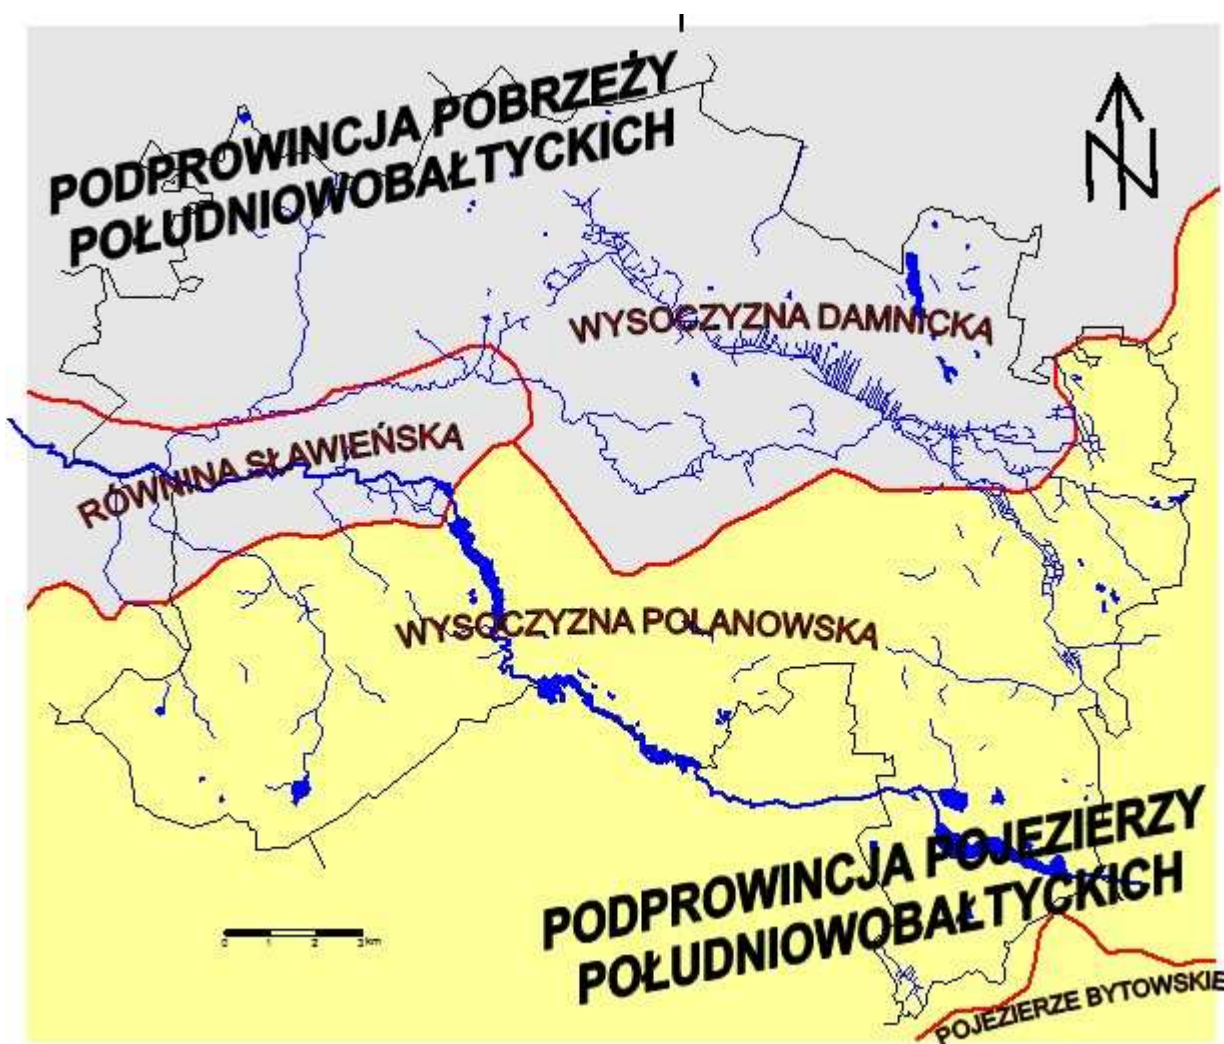 PODPROWINCJA POBRZEŻY
POŁUDNIOWOBAŁTYCKICH
N
WYSOCZYZNA DAMNICKA
RÓWNINA SŁAWIEŃSKA
WYSOCZYZNA POLANOWSKA
PODPROWINCJA POJEZIERZY
POŁUDNIOWOBAŁTYCKICH
0 1 2 3 km
POJEZIERZE BYTOWSKIE